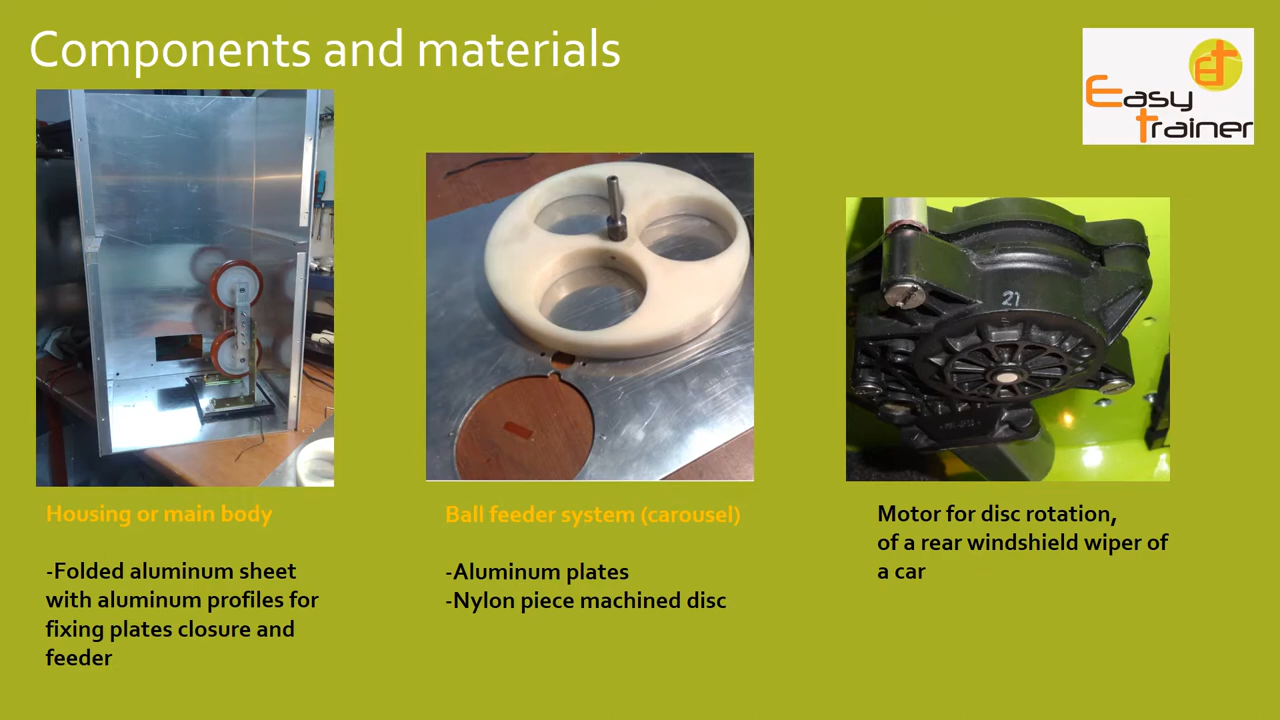 Components and materials
Easy
trainer
21
Housing or main body
-Folded aluminum sheet
with aluminum profiles for
fixing plates closure and
feeder
Ball feeder system (carousel)
-Aluminum plates
-Nylon piece machined disc
Motor for disc rotation,
of a rear windshield wiper of
a car